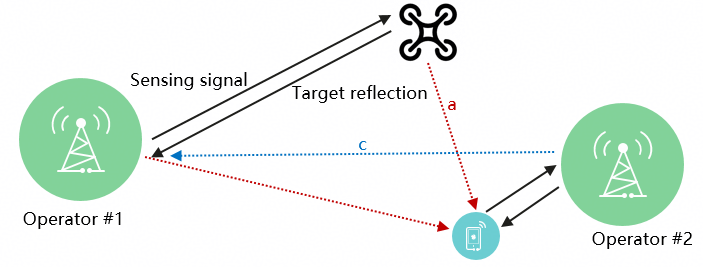 Sensing signal
Target reflection
a
c
Operator #1
Operator #2